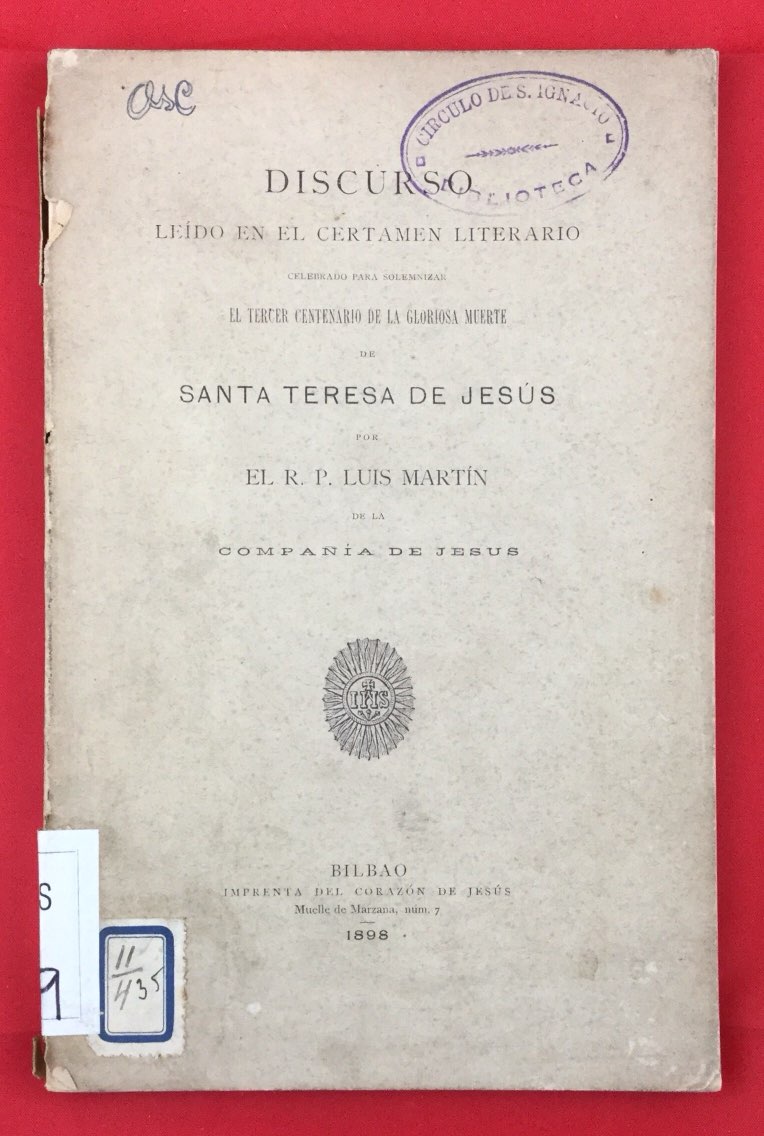 asc
CIRCULO DE S. IGNACIO
BIBLIOTECA
DISCURSO
LEÍDO EN EL CERTAMEN LITERARIO
CELEBRADO PARA SOLEMNIZAR
EL TERCER CENTENARIO DE LA GLORIOSA MUERTE
DE
SANTA TERESA DE JESÚS
POR
EL R. P. LUIS MARTÍN
DE LA
COMPAÑÍA DE JESUS
IHS
BILBAO
IMPRENTA DEL CORAZÓN DE JESÚS
Muelle de Marzana, núm. 7
1898
S
9
11
435